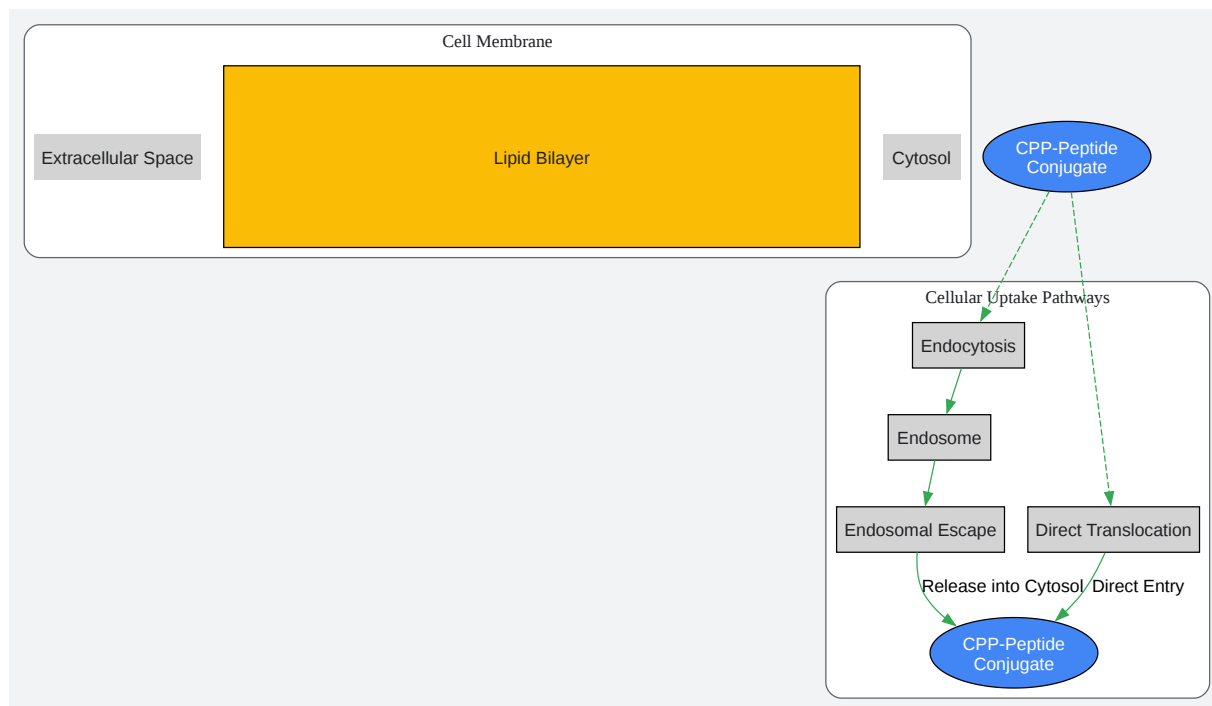 Cell Membrane
Extracellular Space
Lipid Bilayer
Cytosol
CPP-Peptide
Conjugate
Cellular Uptake Pathways
Endocytosis
Endosome
Endosomal Escape
Direct Translocation
Release into Cytosol
Direct Entry
CPP-Peptide
Conjugate